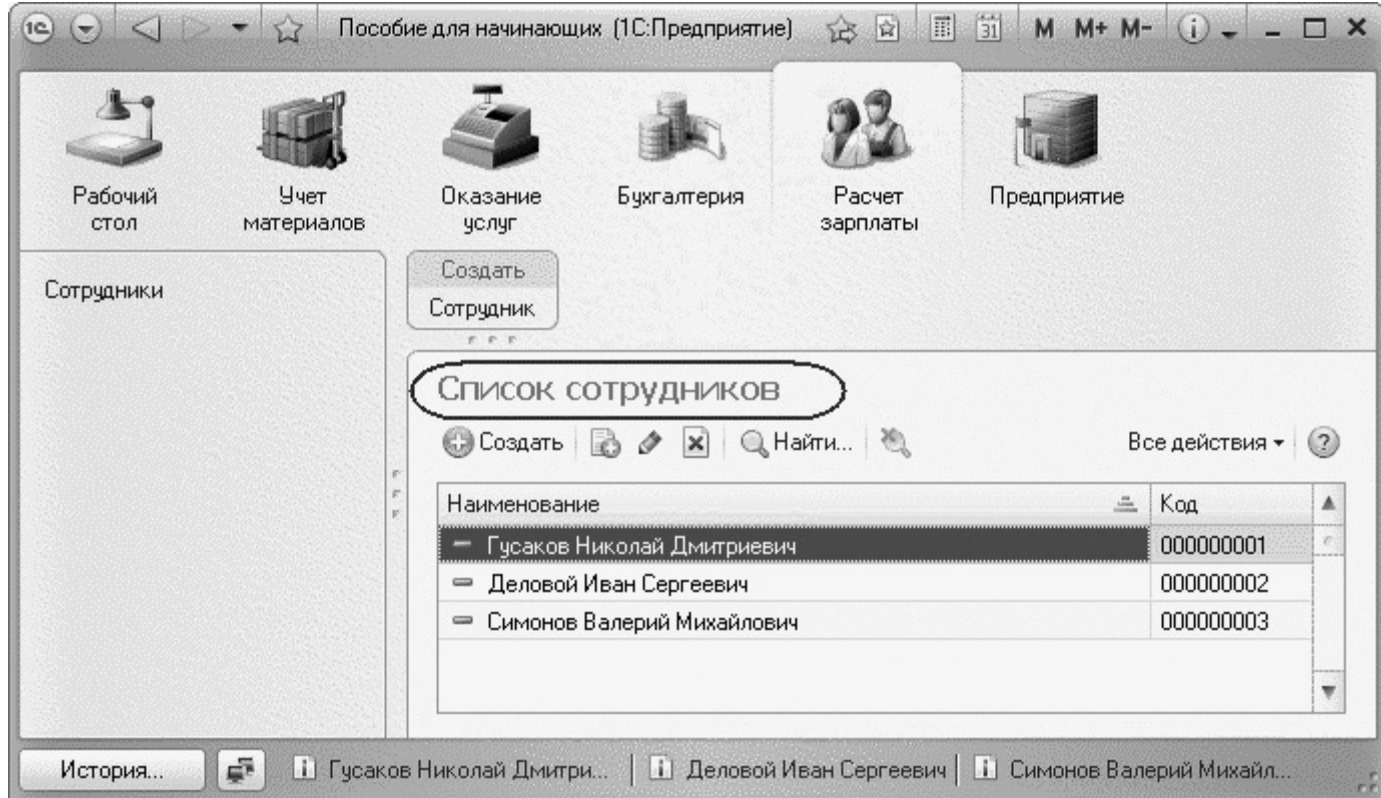 1С Пособие для начинающих (1С:Предприятие) 31 M M+ M-
Рабочий
стол
Учет
материалов
Оказание
услуг
Бухгалтерия
Расчет
зарплаты
Предприятие
Сотрудники
Создать
Сотрудник
Список сотрудников
Создать Найти... Все действия ?
Наименование Код
Гусаков Николай Дмитриевич 000000001
Деловой Иван Сергеевич 000000002
Симонов Валерий Михайлович 000000003
История... Гусаков Николай Дмитри... Деловой Иван Сергеевич Симонов Валерий Михайл...